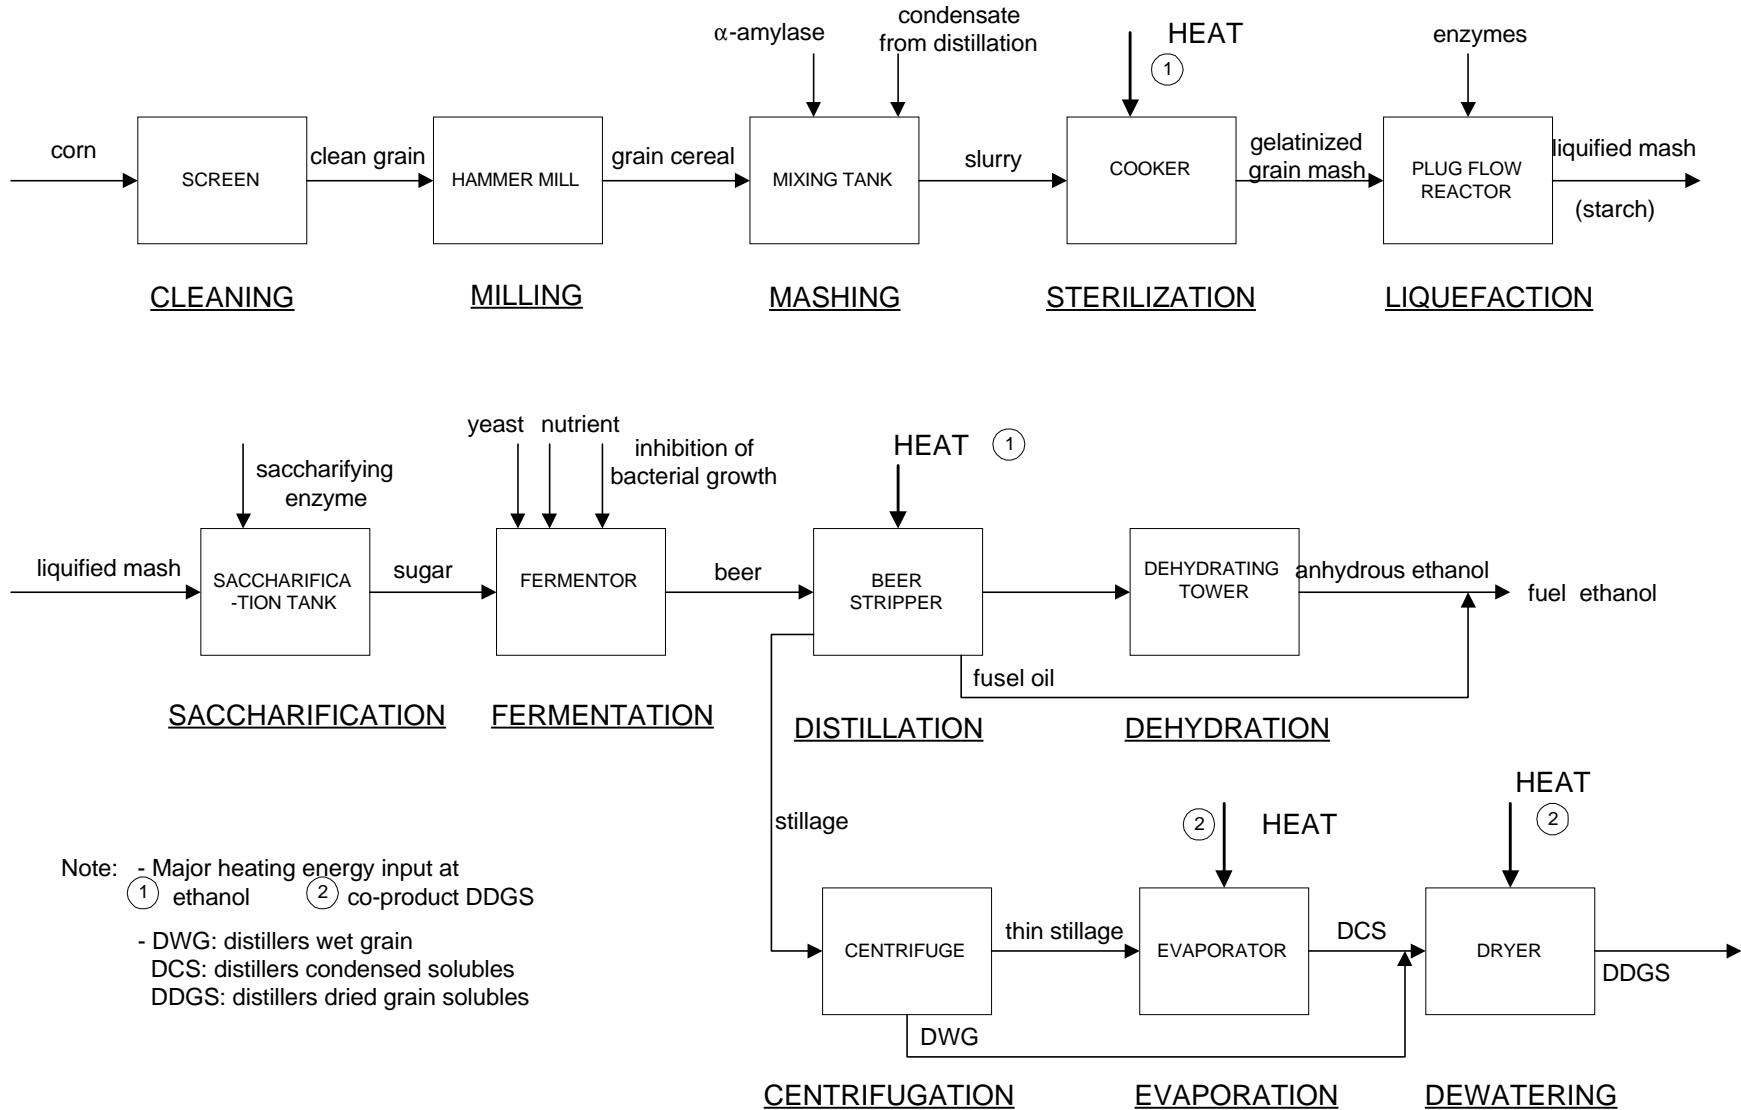 α-amylase
condensate
from distillation
HEAT
1
enzymes
corn
SCREEN
clean grain
HAMMER MILL
grain cereal
MIXING TANK
slurry
COOKER
gelatinized
grain mash
PLUG FLOW
REACTOR
liquified mash
(starch)
CLEANING
MILLING
MASHING
STERILIZATION
LIQUEFACTION
saccharifying
enzyme
yeast
nutrient
inhibition of
bacterial growth
HEAT
1
liquified mash
SACCHARIFICA
-TION TANK
sugar
FERMENTOR
beer
BEER
STRIPPER
DEHYDRATING
TOWER
anhydrous ethanol
fuel ethanol
fusel oil
SACCHARIFICATION
FERMENTATION
DISTILLATION
DEHYDRATION
stillage
2
HEAT
HEAT
2
Note: - Major heating energy input at
1 ethanol 2 co-product DDGS
- DWG: distillers wet grain
DCS: distillers condensed solubles
DDGS: distillers dried grain solubles
CENTRIFUGE
thin stillage
EVAPORATOR
DCS
DRYER
DDGS
DWG
CENTRIFUGATION
EVAPORATION
DEWATERING